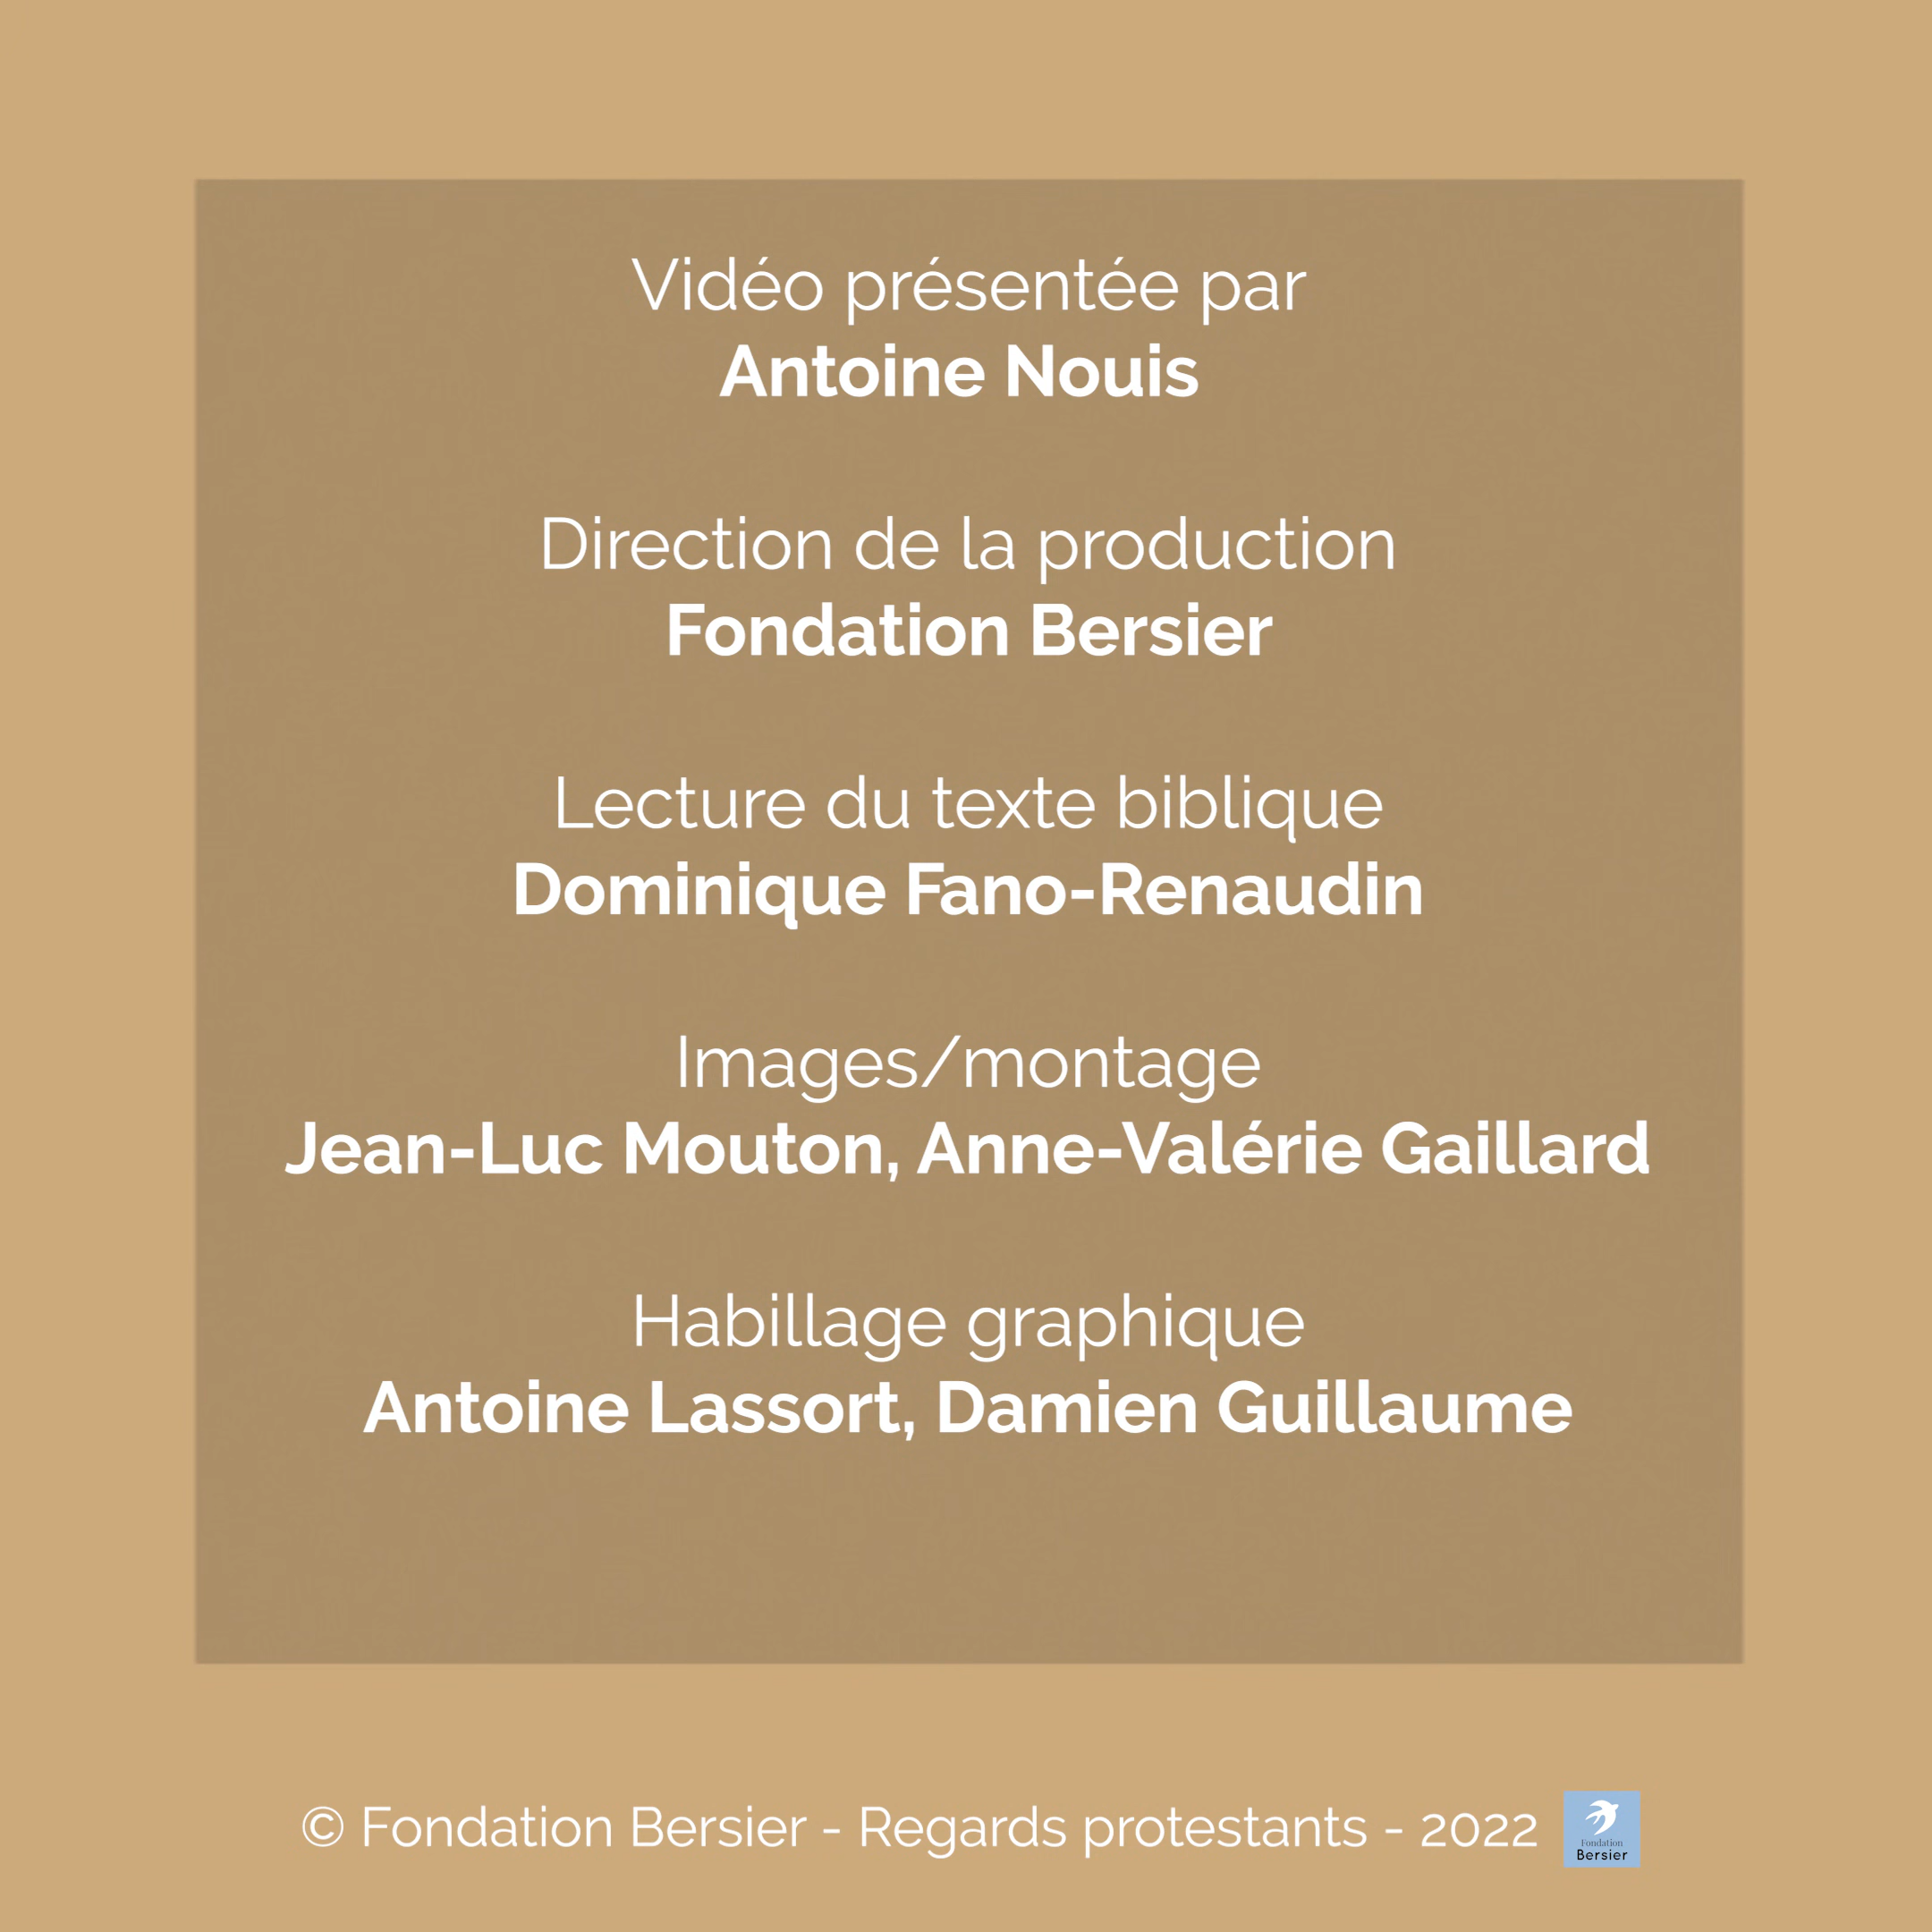 Vidéo présentée par
Antoine Nouis
Direction de la production
Fondation Bersier
Lecture du texte biblique
Dominique Fano-Renaudin
Images/montage
Jean-Luc Mouton, Anne-Valérie Gaillard
Habillage graphique
Antoine Lassort, Damien Guillaume
© Fondation Bersier - Regards protestants - 2022
Fondation
Bersier